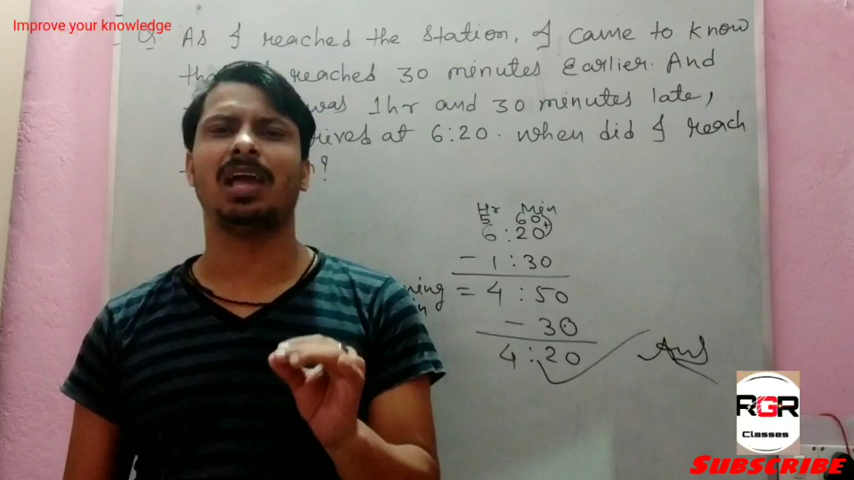 Improve your knowledge
Q As I reached the station, I came to know
I reached 30 minutes Earlier. And
was 1hr and 30 minutes late,
at 6:20. when did I reach
?
Hr Min
5 60
6:20+
- 1:30
= 4:50
- 30
4:20 Ans
RGR
Classes
SUBSCRIBE